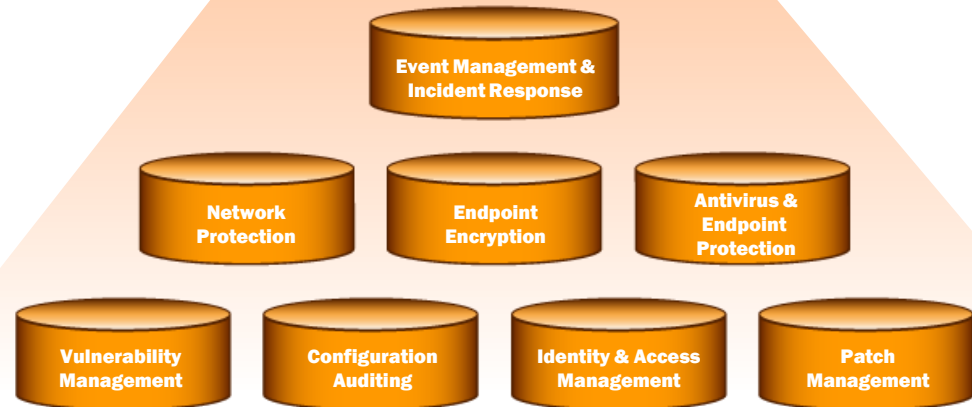 Event Management &
Incident Response
Network
Protection
Endpoint
Encryption
Antivirus &
Endpoint
Protection
Vulnerability
Management
Configuration
Auditing
Identity & Access
Management
Patch
Management